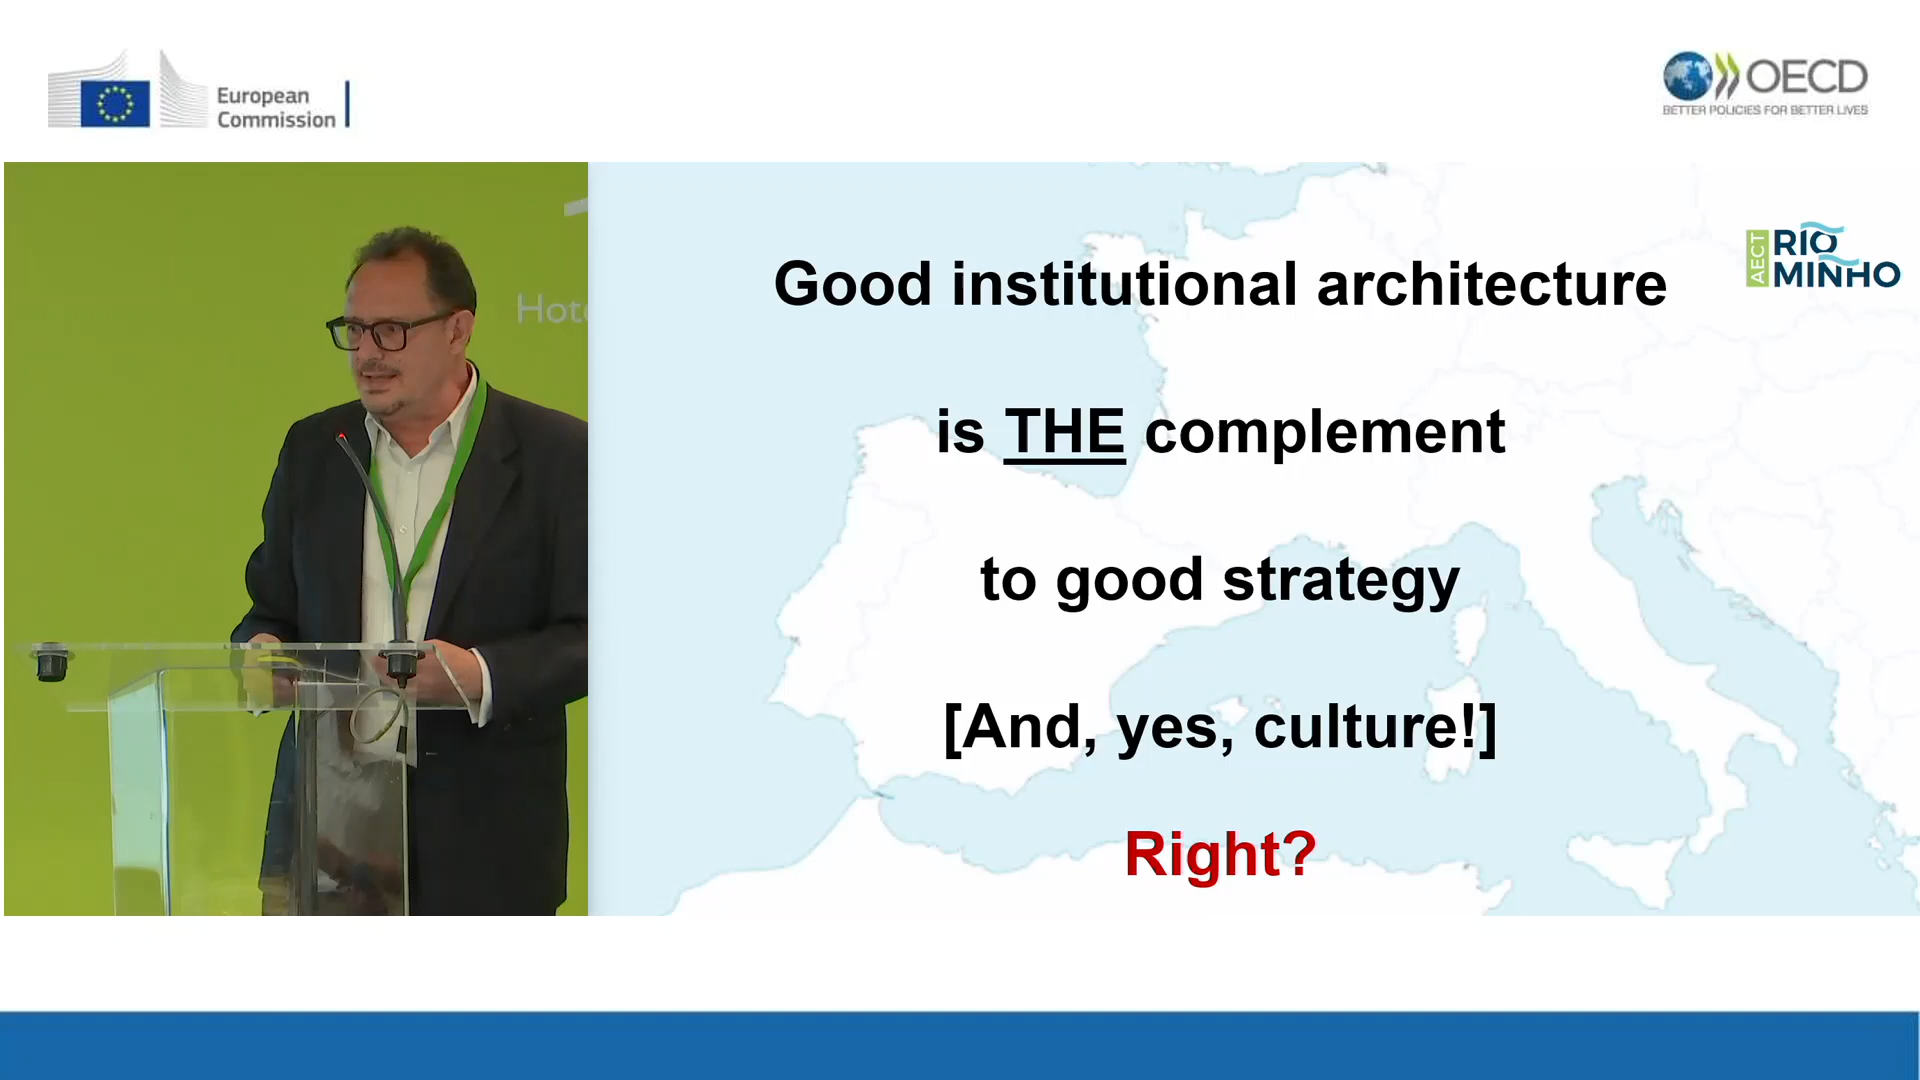 European
Commission
OECD
BETTER POLICIES FOR BETTER LIVES
AECT
RIO
MINHO
Good institutional architecture
is THE complement
to good strategy
[And, yes, culture!]
Right?